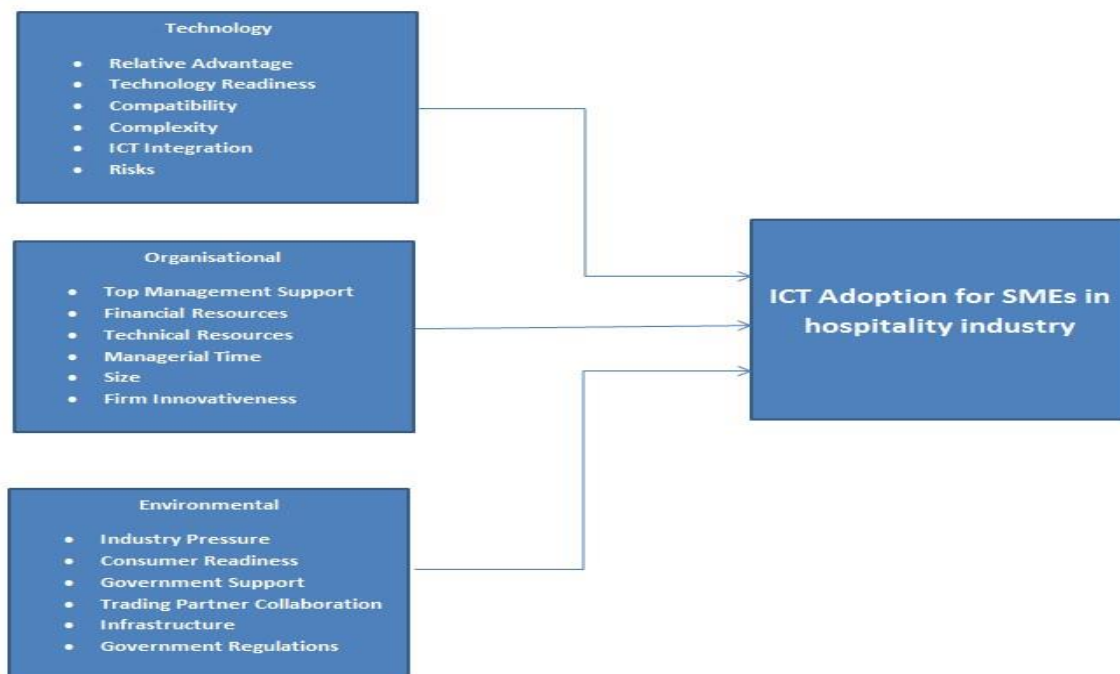 Technology
• Relative Advantage
• Technology Readiness
• Compatibility
• Complexity
• ICT Integration
• Risks
Organisational
• Top Management Support
• Financial Resources
• Technical Resources
• Managerial Time
• Size
• Firm Innovativeness
Environmental
• Industry Pressure
• Consumer Readiness
• Government Support
• Trading Partner Collaboration
• Infrastructure
• Government Regulations
ICT Adoption for SMEs in
hospitality industry